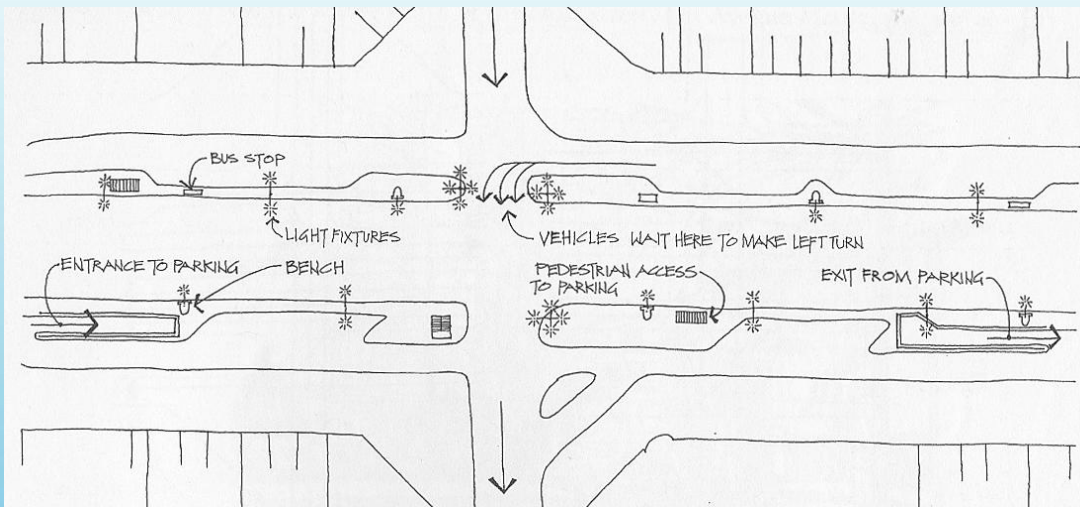 BUS STOP
LIGHT FIXTURES
VEHICLES WAIT HERE TO MAKE LEFT TURN
ENTRANCE TO PARKING
BENCH
PEDESTRIAN ACCESS
TO PARKING
EXIT FROM PARKING